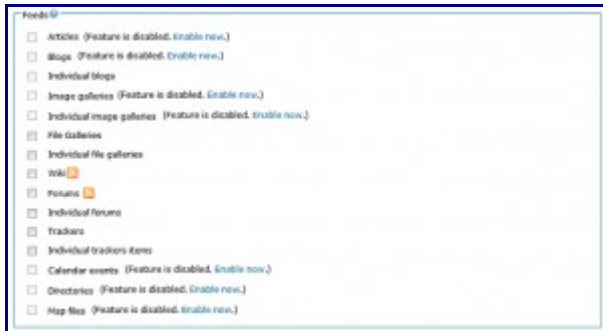 Feeds
Articles (Feature is disabled. Enable now.)
Blogs (Feature is disabled. Enable now.)
Individual blogs
Image galleries (Feature is disabled. Enable now.)
Individual image galleries (Feature is disabled. Enable now.)
File Galleries
Individual file galleries
Wiki
Forums
Individual forums
Trackers
Individual trackers items
Calendar events (Feature is disabled. Enable now.)
Directories (Feature is disabled. Enable now.)
Map files (Feature is disabled. Enable now.)